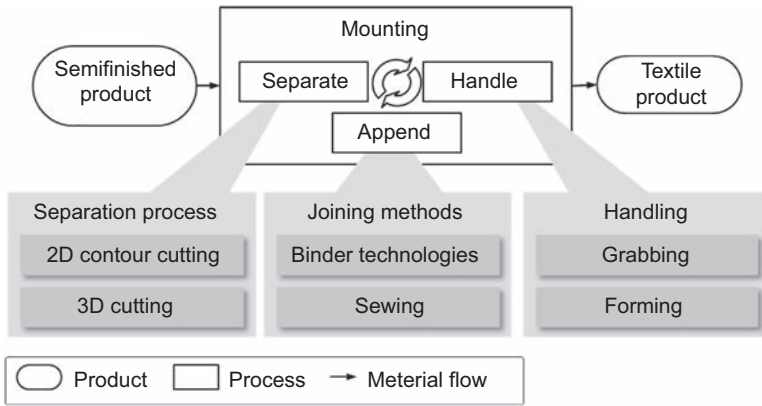 Mounting
Semifinished
product
Separate
Handle
Append
Textile
product
Separation process
2D contour cutting
3D cutting
Joining methods
Binder technologies
Sewing
Handling
Grabbing
Forming
Product
Process
Meterial flow